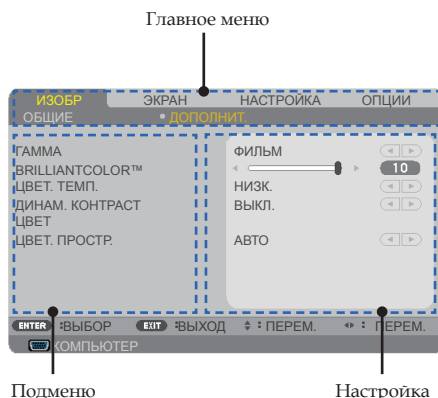 Главное меню
ИЗОБР ЭКРАН НАСТРОЙКА ОПЦИИ
ОБЩИЕ • ДОПОЛНИТ.
ГАММА ФИЛЬМ
BRILLIANTCOLOR™ 10
ЦВЕТ. ТЕМП. НИЗК.
ДИНАМ. КОНТРАСТ ВЫКЛ.
ЦВЕТ
ЦВЕТ. ПРОСТР. АВТО
ENTER :ВЫБОР EXIT :ВЫХОД : ПЕРЕМ. : ПЕРЕМ.
КОМПЬЮТЕР
Подменю Настройка